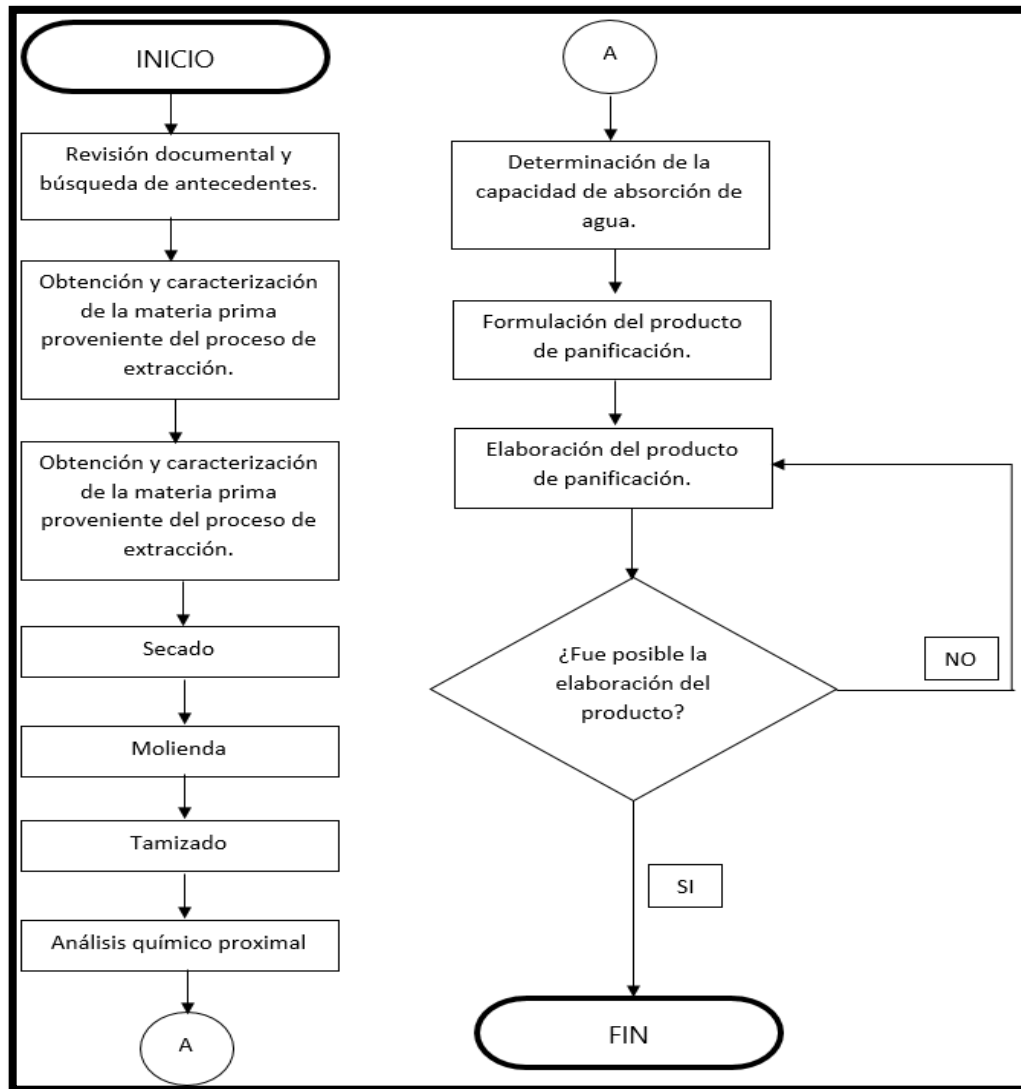 INICIO
Revisión documental y
búsqueda de antecedentes.
Obtención y caracterización
de la materia prima
proveniente del proceso de
extracción.
Obtención y caracterización
de la materia prima
proveniente del proceso de
extracción.
Secado
Molienda
Tamizado
Análisis químico proximal
A
A
Determinación de la
capacidad de absorción de
agua.
Formulación del producto
de panificación.
Elaboración del producto
de panificación.
¿Fue posible la
elaboración del
producto?
NO
SI
FIN